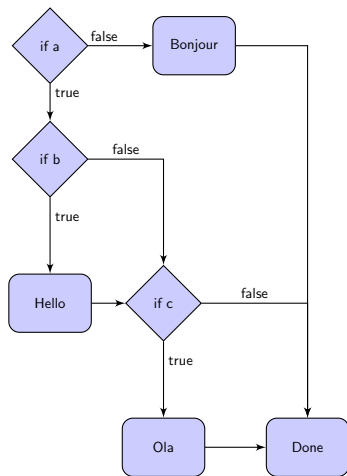 if a
false
Bonjour
true
if b
false
true
Hello
if c
false
true
Ola
Done